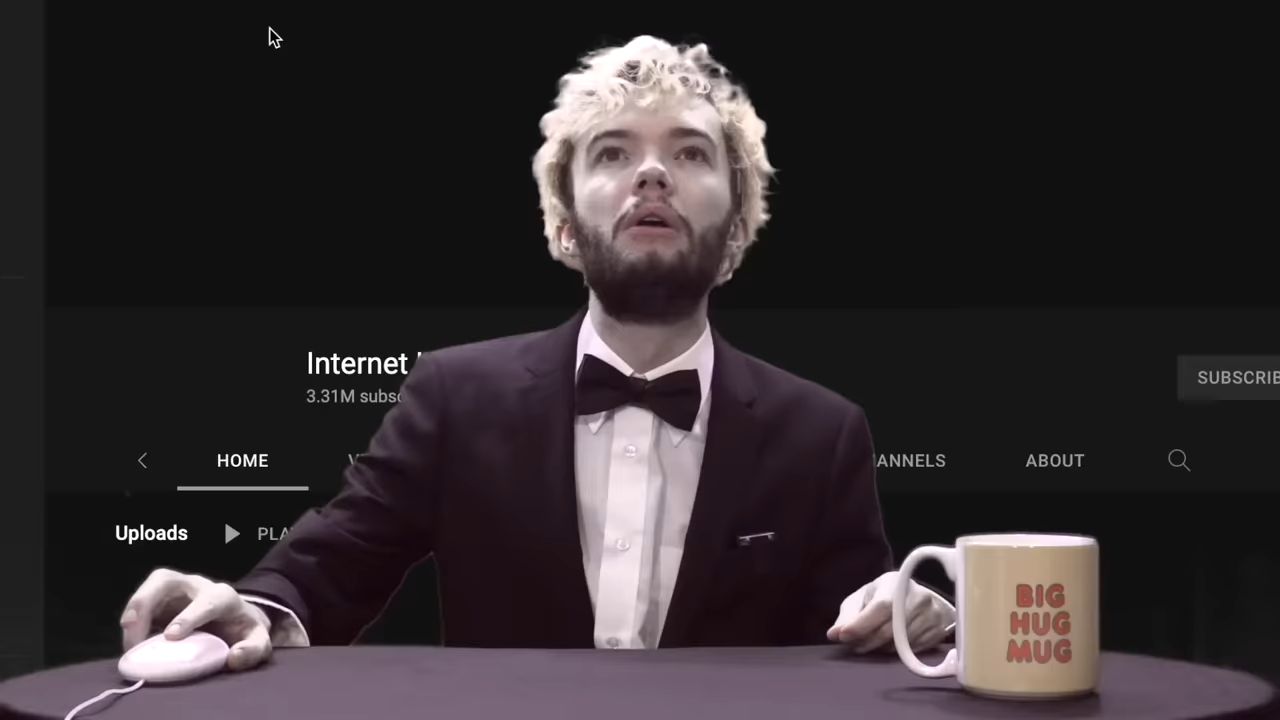 Internet
3.31M subsc
SUBSCRIB
HOME
ANNELS
ABOUT
Uploads
PLA
BIG
HUG
MUG